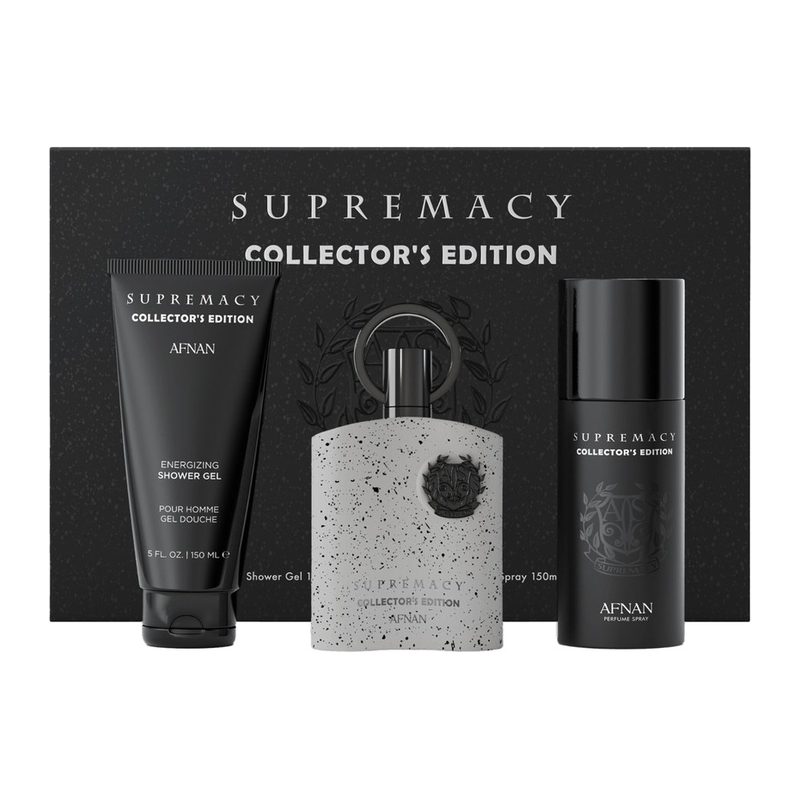 SUPREMACY
COLLECTOR'S EDITION
SUPREMACY
COLLECTOR'S EDITION
AFNAN
ENERGIZING
SHOWER GEL
POUR HOMME
GEL DOUCHE
5 FL. OZ. | 150 ML ℮
Shower Gel
SUPREMACY
COLLECTOR'S EDITION
AFNAN
Spray 150m
SUPREMACY
COLLECTOR'S EDITION
SUPREMACY
AFNAN
PERFUME SPRAY